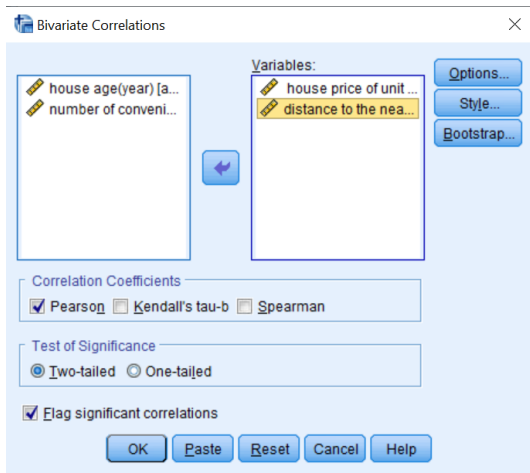 Bivariate Correlations
Variables:
house age(year) [a...
number of conveni...
house price of unit ...
distance to the nea...
Options...
Style...
Bootstrap...
Correlation Coefficients
Pearson Kendall's tau-b Spearman
Test of Significance
Two-tailed One-tailed
Flag significant correlations
OK Paste Reset Cancel Help